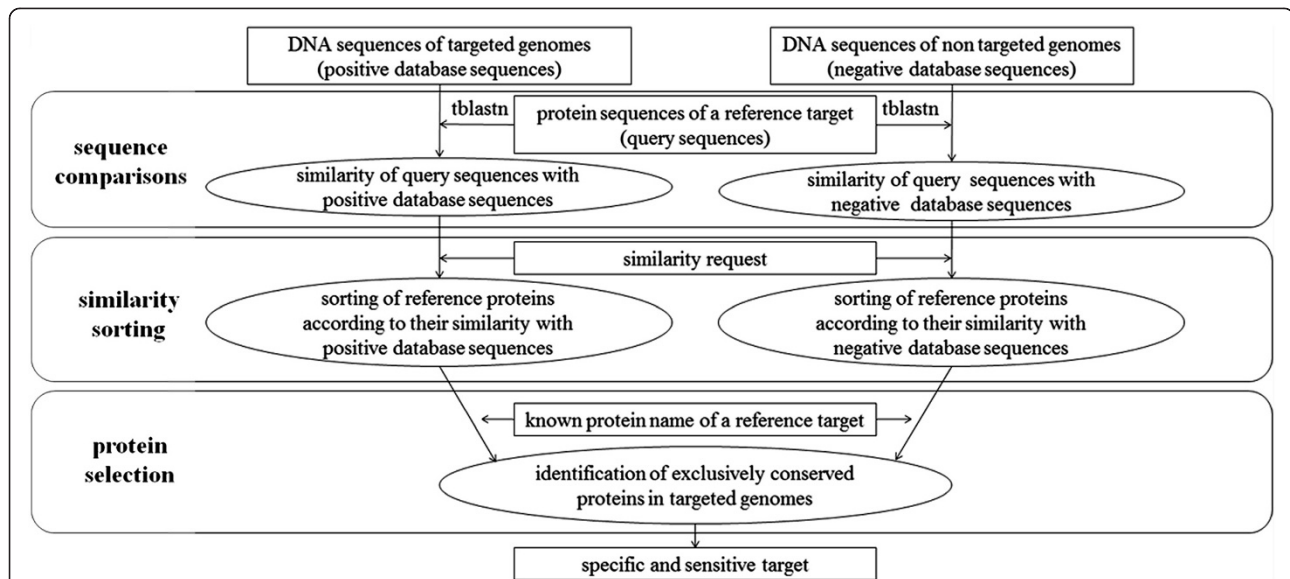 DNA sequences of targeted genomes
(positive database sequences)
DNA sequences of non targeted genomes
(negative database sequences)
sequence
comparisons
tblastn
protein sequences of a reference target
(query sequences)
tblastn
similarity of query sequences with
positive database sequences
similarity of query sequences with
negative database sequences
similarity
sorting
similarity request
sorting of reference proteins
according to their similarity with
positive database sequences
sorting of reference proteins
according to their similarity with
negative database sequences
protein
selection
known protein name of a reference target
identification of exclusively conserved
proteins in targeted genomes
specific and sensitive target